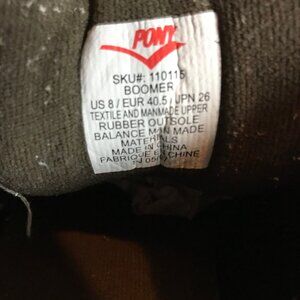 PONY
SKU#: 110115
BOOMER
US 8 / EUR 40.5 / JPN 26
TEXTILE AND MANMADE UPPER
RUBBER OUTSOLE
BALANCE MAN MADE
MATERIALS
MADE IN CHINA
FABRIQUE EN CHINE